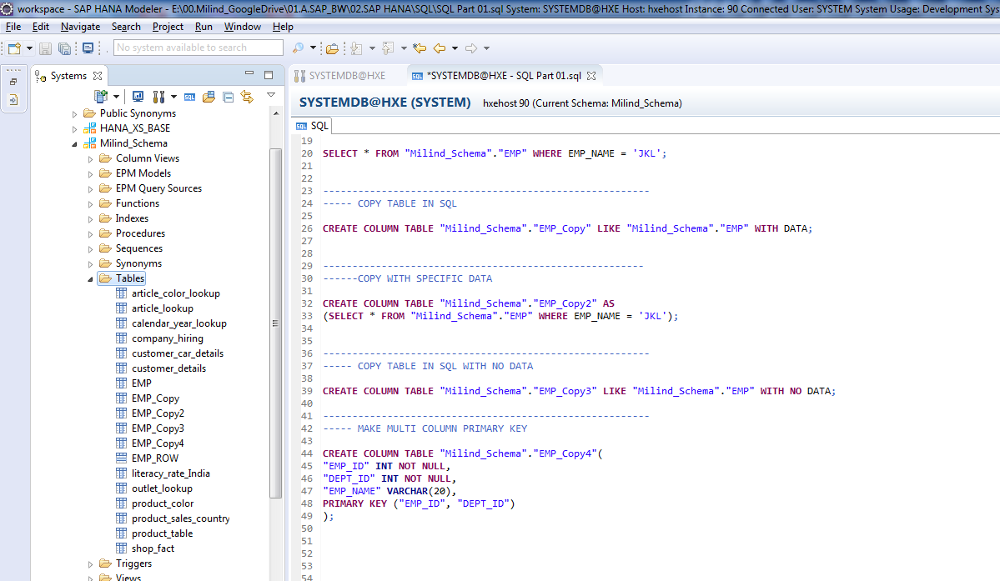 workspace - SAP HANA Modeler - E:\00.Milind_GoogleDrive\01.A.SAP_BW\02.SAP HANA\SQL\SQL Part 01.sql System: SYSTEMDB@HXE Host: hxehost Instance: 90 Connected User: SYSTEM System Usage: Development Sys
File Edit Navigate Search Project Run Window Help
No system available to search
Systems
SYSTEMDB@HXE
*SYSTEMDB@HXE - SQL Part 01.sql
SYSTEMDB@HXE (SYSTEM) hxehost 90 (Current Schema: Milind_Schema)
SQL
Public Synonyms
HANA_XS_BASE
Milind_Schema
Column Views
EPM Models
EPM Query Sources
Functions
Indexes
Procedures
Sequences
Synonyms
Tables
article_color_lookup
article_lookup
calendar_year_lookup
company_hiring
customer_car_details
customer_details
EMP
EMP_Copy
EMP_Copy2
EMP_Copy3
EMP_Copy4
EMP_ROW
literacy_rate_India
outlet_lookup
product_color
product_sales_country
product_table
shop_fact
Triggers
Views
19
20 SELECT * FROM "Milind_Schema"."EMP" WHERE EMP_NAME = 'JKL';
21
22
23 --------------------------------------------------------
24 ----- COPY TABLE IN SQL
25
26 CREATE COLUMN TABLE "Milind_Schema"."EMP_Copy" LIKE "Milind_Schema"."EMP" WITH DATA;
27
28
29 -------------------------------------------------------
30 ------COPY WITH SPECIFIC DATA
31
32 CREATE COLUMN TABLE "Milind_Schema"."EMP_Copy2" AS
33 (SELECT * FROM "Milind_Schema"."EMP" WHERE EMP_NAME = 'JKL');
34
35
36 --------------------------------------------------------
37 ----- COPY TABLE IN SQL WITH NO DATA
38
39 CREATE COLUMN TABLE "Milind_Schema"."EMP_Copy3" LIKE "Milind_Schema"."EMP" WITH NO DATA;
40
41 --------------------------------------------------------
42 ----- MAKE MULTI COLUMN PRIMARY KEY
43
44 CREATE COLUMN TABLE "Milind_Schema"."EMP_Copy4"(
45 "EMP_ID" INT NOT NULL,
46 "DEPT_ID" INT NOT NULL,
47 "EMP_NAME" VARCHAR(20),
48 PRIMARY KEY ("EMP_ID", "DEPT_ID")
49 );
50
51
52
53
54